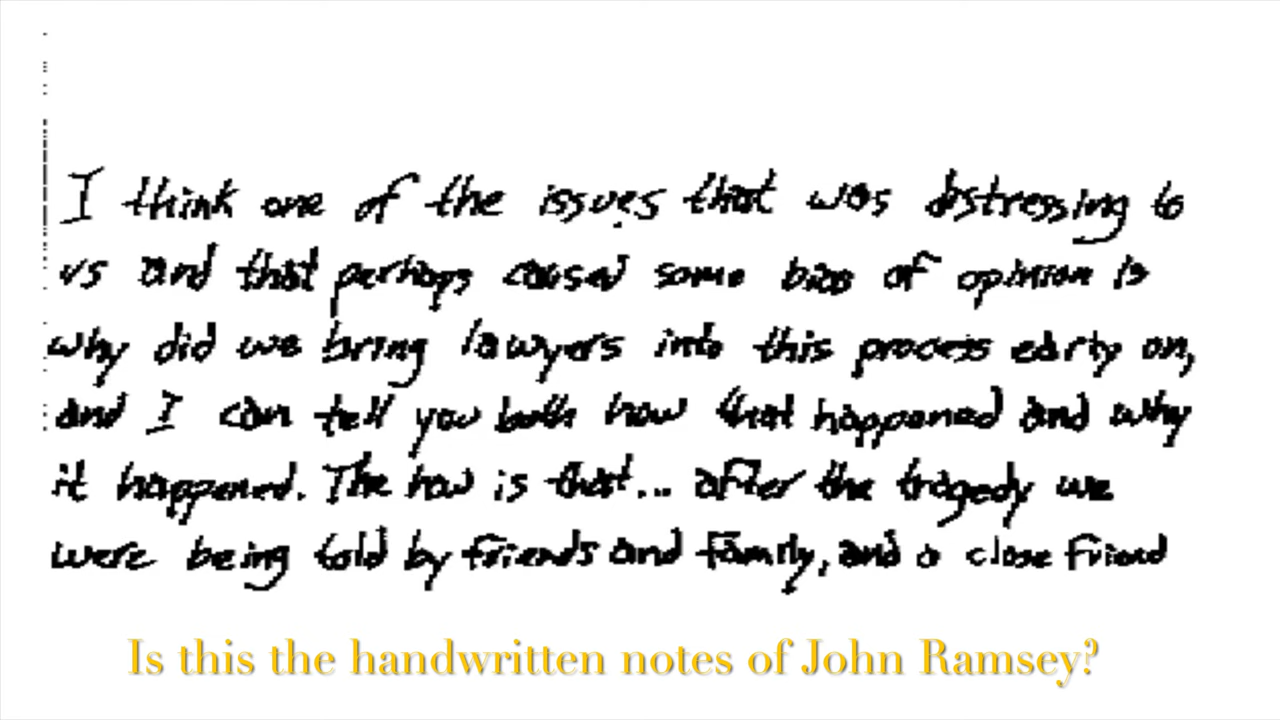 I think one of the issues that was distressing to
us and that perhaps caused some bias of opinion is
why did we bring lawyers into this process early on,
and I can tell you both how that happened and why
it happened. The how is that... after the tragedy we
were being told by friends and family, and a close friend
Is this the handwritten notes of John Ramsey?